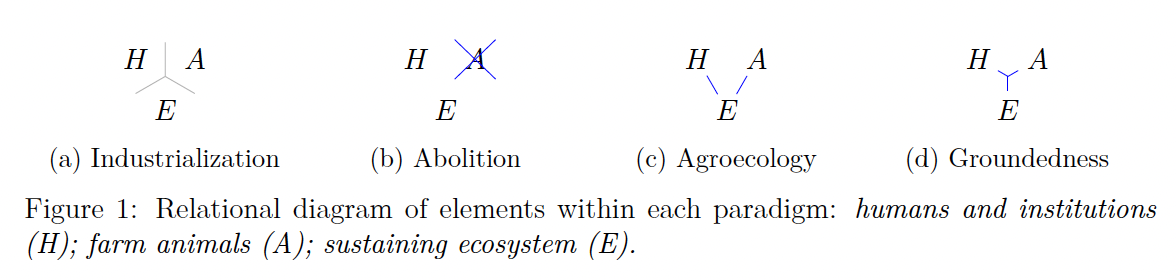 H A H A H A H A
E E E E
(a) Industrialization (b) Abolition (c) Agroecology (d) Groundedness
Figure 1: Relational diagram of elements within each paradigm: humans and institutions
(H); farm animals (A); sustaining ecosystem (E).